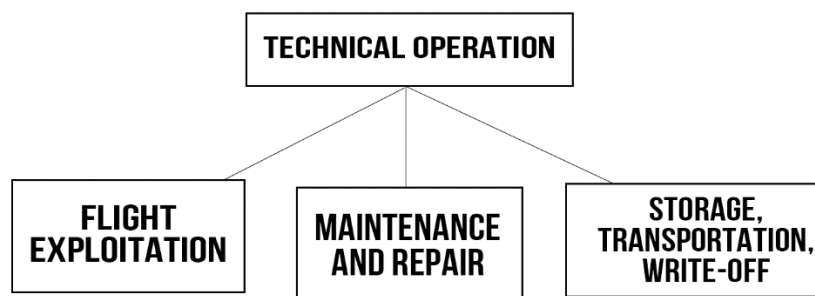 TECHNICAL OPERATION
FLIGHT
EXPLOITATION
MAINTENANCE
AND REPAIR
STORAGE,
TRANSPORTATION,
WRITE-OFF